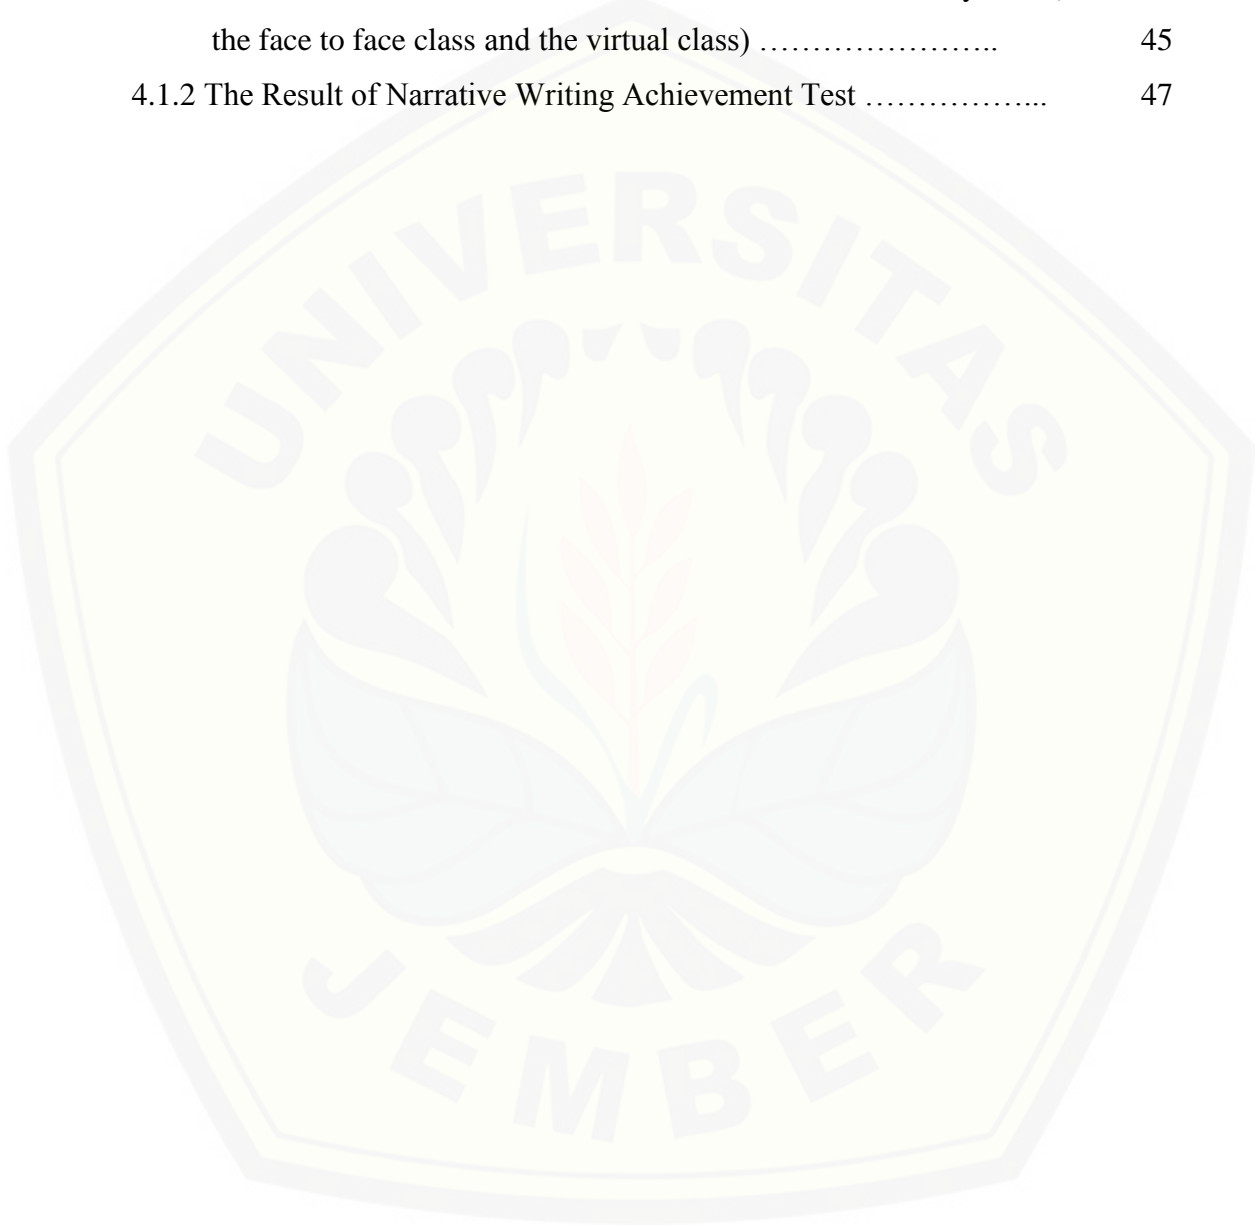 the face to face class and the virtual class) ………………….. 45
4.1.2 The Result of Narrative Writing Achievement Test ……………... 47
UNIVERSITAS
JEMBER